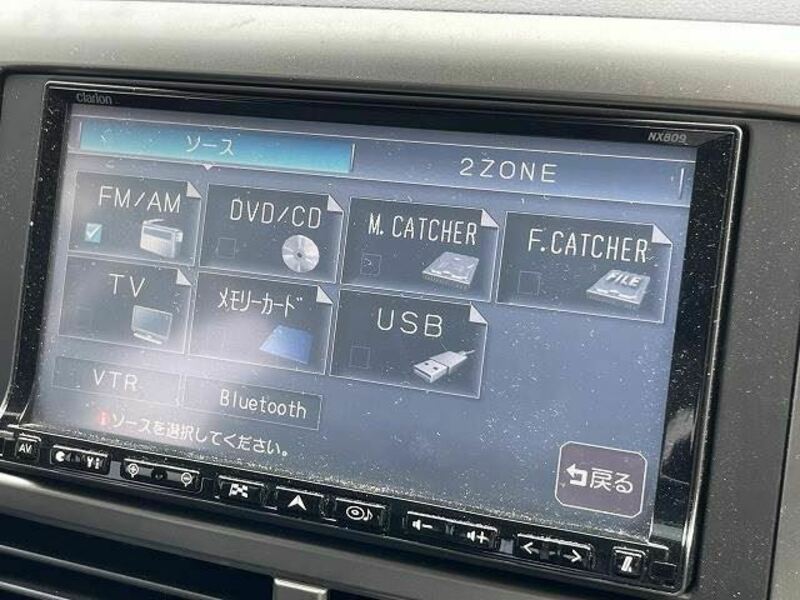 Clarion
NX809
ソース
2ZONE
FM/AM
DVD/CD
M.CATCHER
F.CATCHER
FILE
TV
メモリーカード
USB
VTR
Bluetooth
ソースを選択してください。
戻る
AV